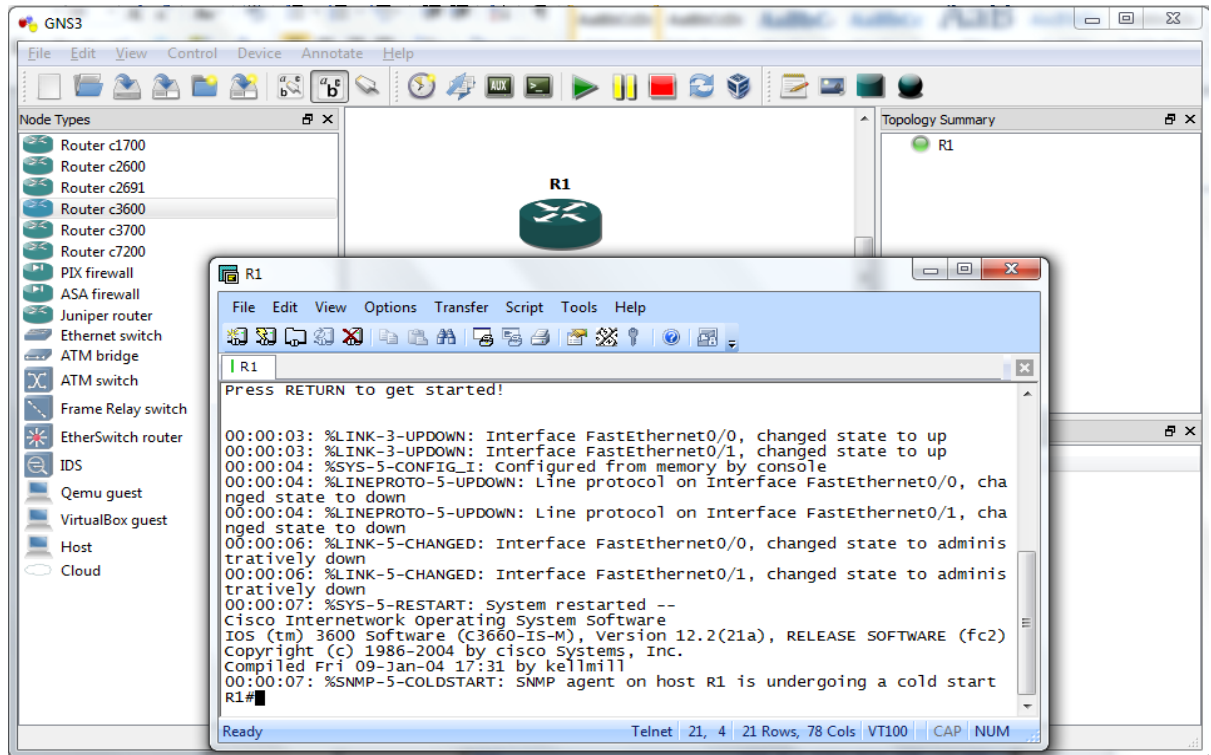 GNS3
File Edit View Control Device Annotate Help
Node Types
Topology Summary
Router c1700
Router c2600
Router c2691
Router c3600
Router c3700
Router c7200
PIX firewall
ASA firewall
Juniper router
Ethernet switch
ATM bridge
ATM switch
Frame Relay switch
EtherSwitch router
IDS
Qemu guest
VirtualBox guest
Host
Cloud
R1
R1
R1
File Edit View Options Transfer Script Tools Help
R1
Press RETURN to get started!
00:00:03: %LINK-3-UPDOWN: Interface FastEthernet0/0, changed state to up
00:00:03: %LINK-3-UPDOWN: Interface FastEthernet0/1, changed state to up
00:00:04: %SYS-5-CONFIG_I: Configured from memory by console
00:00:04: %LINEPROTO-5-UPDOWN: Line protocol on Interface FastEthernet0/0, cha
nged state to down
00:00:04: %LINEPROTO-5-UPDOWN: Line protocol on Interface FastEthernet0/1, cha
nged state to down
00:00:06: %LINK-5-CHANGED: Interface FastEthernet0/0, changed state to adminis
tratively down
00:00:06: %LINK-5-CHANGED: Interface FastEthernet0/1, changed state to adminis
tratively down
00:00:07: %SYS-5-RESTART: System restarted --
Cisco Internetwork Operating System Software
IOS (tm) 3600 Software (C3660-IS-M), Version 12.2(21a), RELEASE SOFTWARE (fc2)
Copyright (c) 1986-2004 by cisco Systems, Inc.
Compiled Fri 09-Jan-04 17:31 by kellmill
00:00:07: %SNMP-5-COLDSTART: SNMP agent on host R1 is undergoing a cold start
R1#
Ready Telnet 21, 4 21 Rows, 78 Cols VT100 CAP NUM